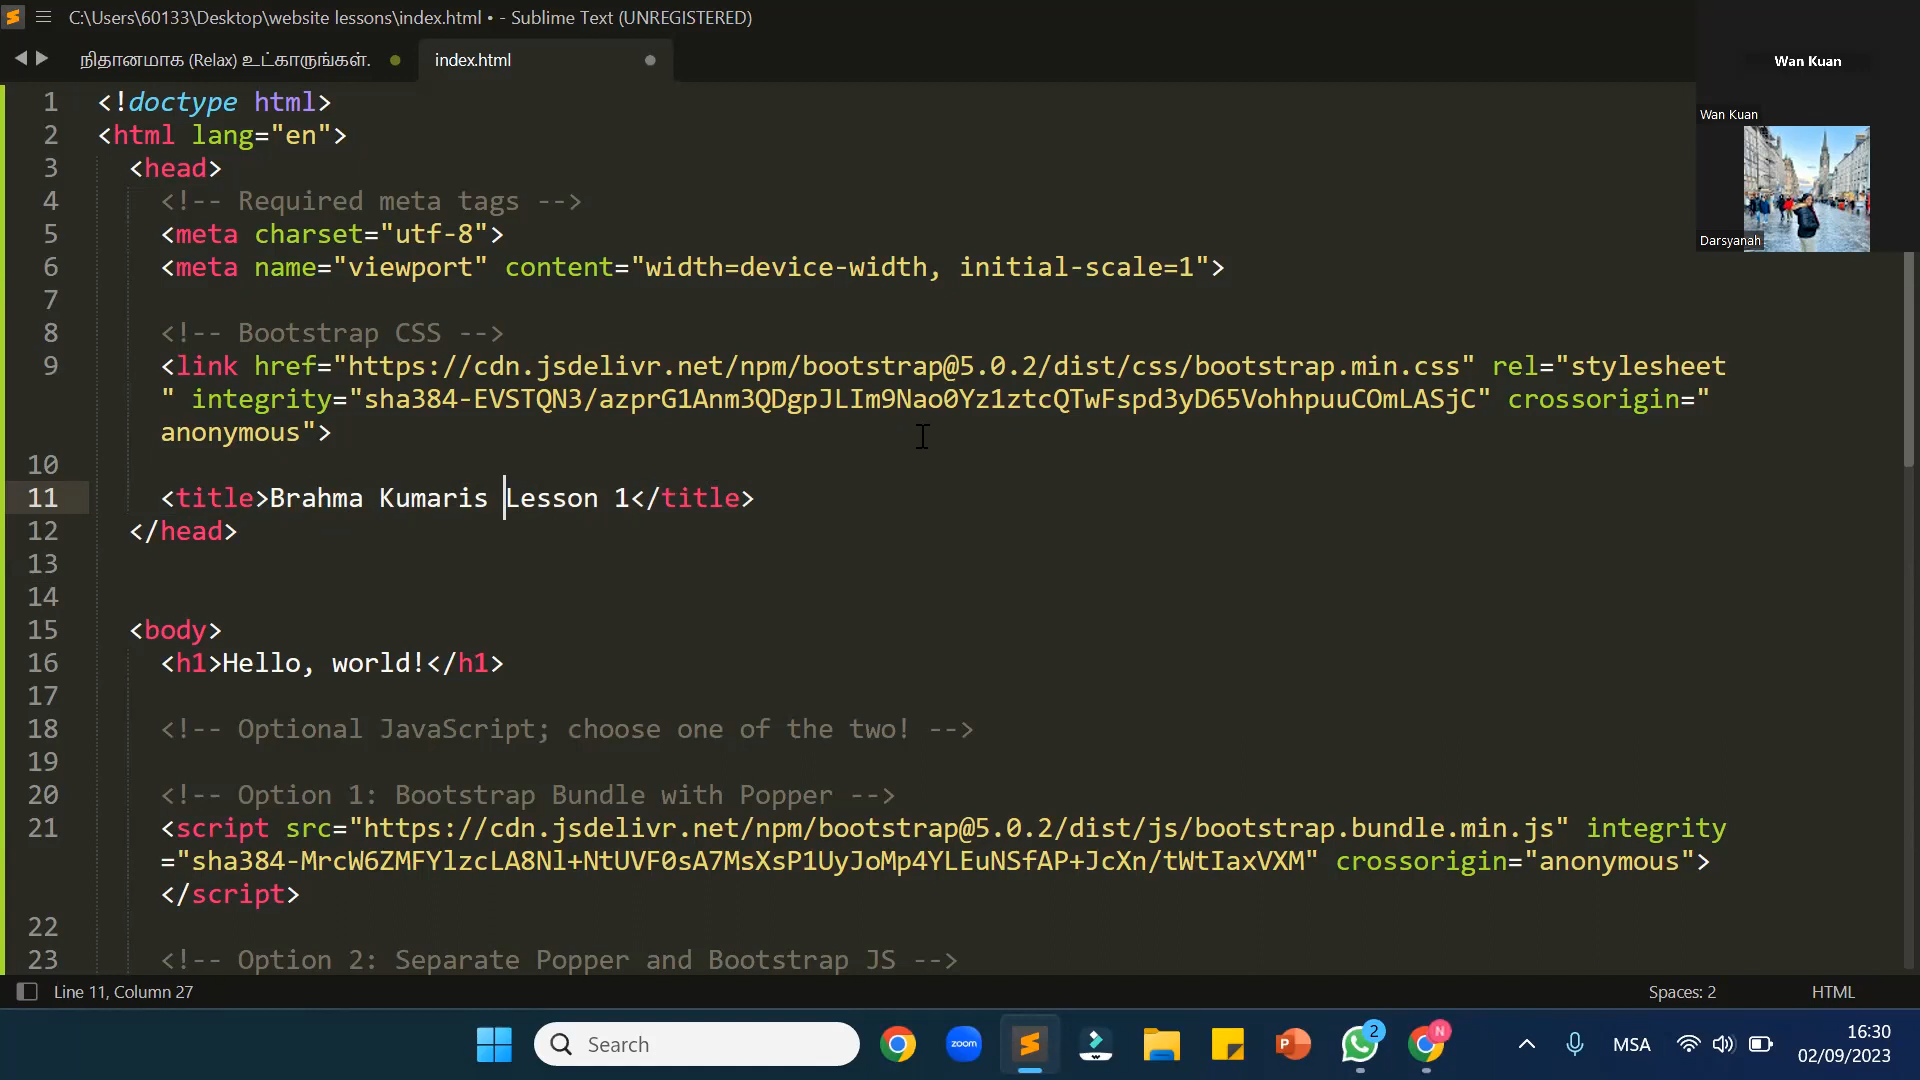 C:\Users\60133\Desktop\website lessons\index.html • - Sublime Text (UNREGISTERED)
நிதானமாக (Relax) உட்காருங்கள்.
index.html
Wan Kuan
Wan Kuan
Darsyanah
1 <!doctype html>
2 <html lang="en">
3 <head>
4 <!-- Required meta tags -->
5 <meta charset="utf-8">
6 <meta name="viewport" content="width=device-width, initial-scale=1">
7
8 <!-- Bootstrap CSS -->
9 <link href="https://cdn.jsdelivr.net/npm/bootstrap@5.0.2/dist/css/bootstrap.min.css" rel="stylesheet
" integrity="sha384-EVSTQN3/azprG1Anm3QDgpJLIm9Nao0Yz1ztcQTwFspd3yD65VohhpuuCOmLASjC" crossorigin="
anonymous">
10
11 <title>Brahma Kumaris Lesson 1</title>
12 </head>
13
14
15 <body>
16 <h1>Hello, world!</h1>
17
18 <!-- Optional JavaScript; choose one of the two! -->
19
20 <!-- Option 1: Bootstrap Bundle with Popper -->
21 <script src="https://cdn.jsdelivr.net/npm/bootstrap@5.0.2/dist/js/bootstrap.bundle.min.js" integrity
="sha384-MrcW6ZMFYlzcLA8Nl+NtUVF0sA7MsXsP1UyJoMp4YLEuNSfAP+JcXn/tWtIaxVXM" crossorigin="anonymous">
</script>
22
23 <!-- Option 2: Separate Popper and Bootstrap JS -->
Line 11, Column 27
Spaces: 2
HTML
Search
zoom
2
N
MSA
16:30
02/09/2023